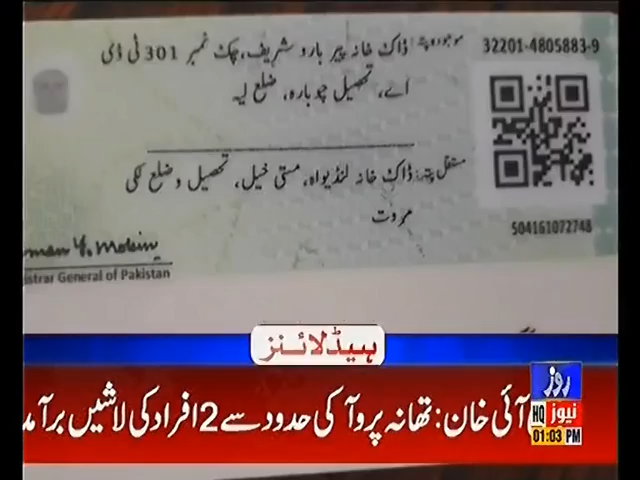 موجودہ پتہ: ڈاک خانہ پیر بارو شریف، چک نمبر 301 ٹی ڈی
32201-4805883-9
اے، تحصیل چوبارہ، ضلع لیہ
مستقل پتہ: ڈاک خانہ لنڈیواہ، مستی خیل، تحصیل و ضلع لکی
مروت
504161072748
istrar General of Pakistan
ہیڈلائنز
آئی خان: تھانہ پروآ کی حدود سے 2 افراد کی لاشیں برآمد
روز
HQ نیوز
01:03 PM